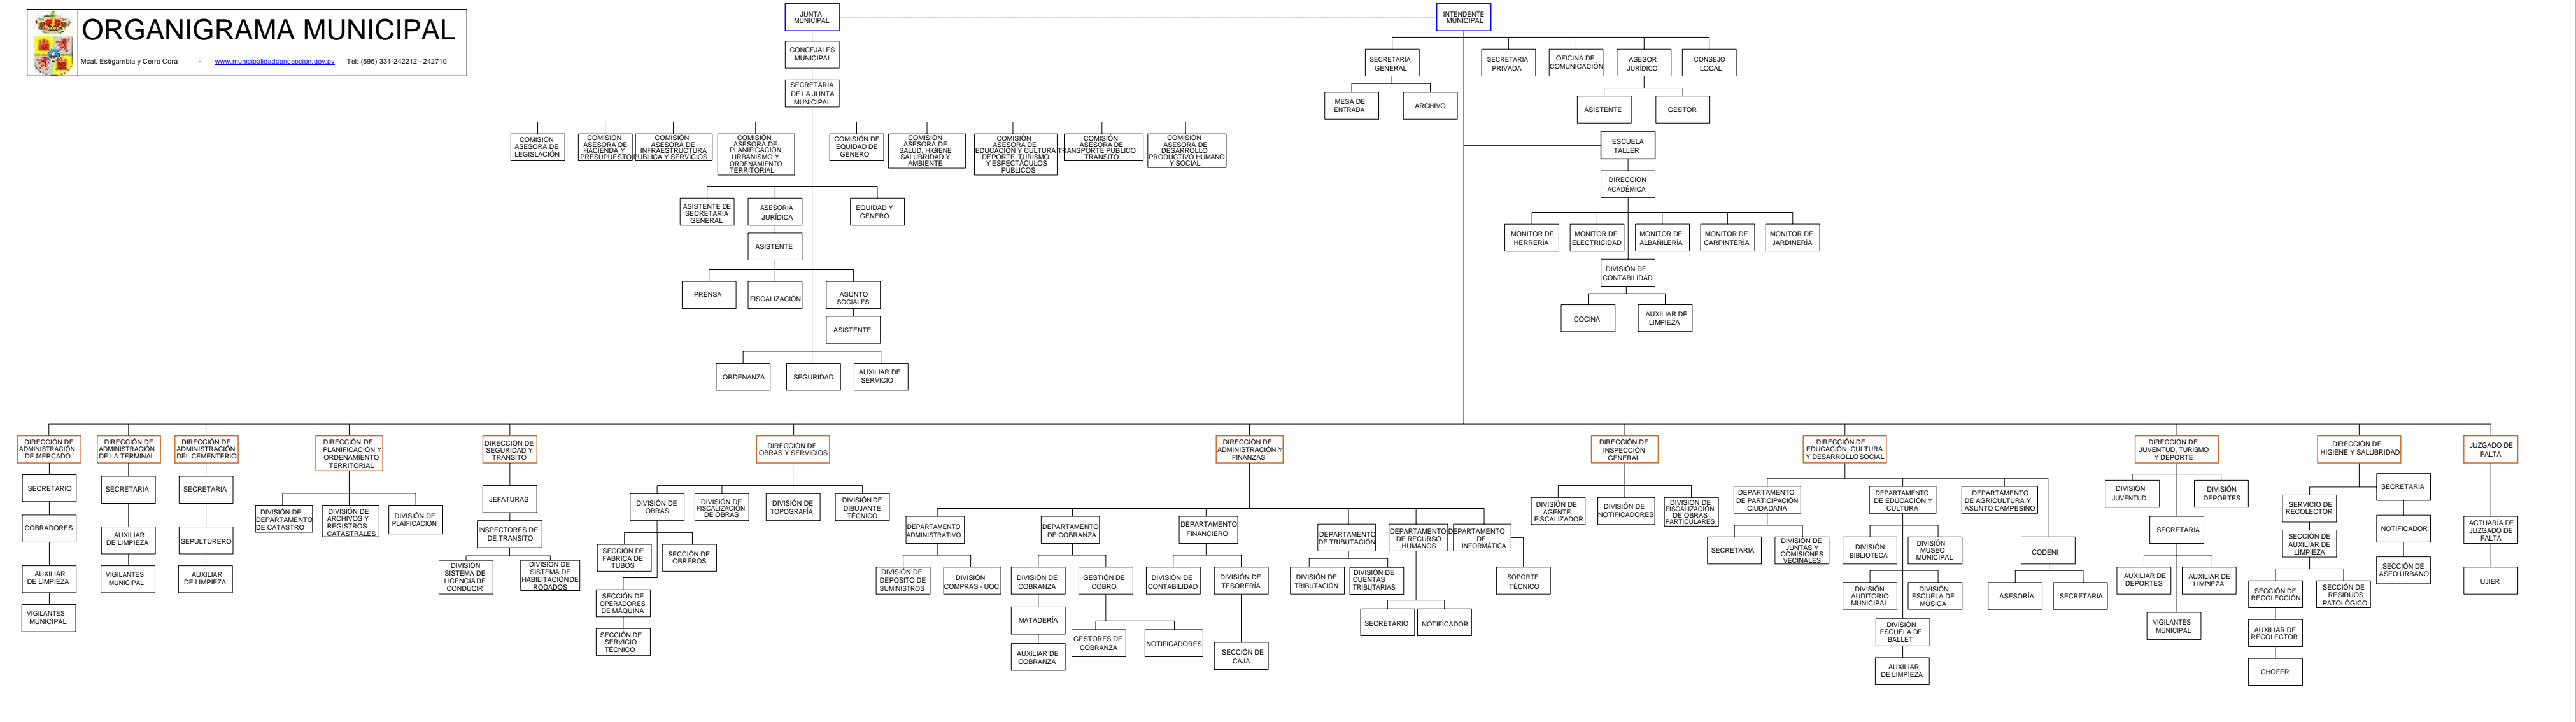 ORGANIGRAMA MUNICIPAL
Mcal. Estigarribia y Cerro Corá - www.municipalidadconcepcion.gov.py Tel: (595) 331-242212 - 242710
JUNTA
MUNICIPAL
INTENDENTE
MUNICIPAL
CONCEJALES
MUNICIPAL
SECRETARIA
DE LA JUNTA
MUNICIPAL
SECRETARIA
GENERAL
SECRETARIA
PRIVADA
OFICINA DE
COMUNICACIÓN
ASESOR
JURÍDICO
CONSEJO
LOCAL
MESA DE
ENTRADA
ARCHIVO
ASISTENTE
GESTOR
COMISIÓN
ASESORA DE
LEGISLACIÓN
COMISIÓN
ASESORA DE
HACIENDA Y
PRESUPUESTO
COMISIÓN
ASESORA DE
INFRAESTRUCTURA
PUBLICA Y SERVICIOS
COMISIÓN
ASESORA DE
PLANIFICACIÓN,
URBANISMO Y
ORDENAMIENTO
TERRITORIAL
COMISIÓN DE
EQUIDAD DE
GENERO
COMISIÓN
ASESORA DE
SALUD, HIGIENE
SALUBRIDAD Y
AMBIENTE
COMISIÓN
ASESORA DE
EDUCACIÓN Y CULTURA
DEPORTE, TURISMO
Y ESPECTÁCULOS
PÚBLICOS
COMISIÓN
ASESORA DE
TRANSPORTE PUBLICO
TRANSITO
COMISIÓN
ASESORA DE
DESARROLLO
PRODUCTIVO HUMANO
Y SOCIAL
ESCUELA
TALLER
DIRECCIÓN
ACADÉMICA
ASISTENTE DE
SECRETARIA
GENERAL
ASESORIA
JURÍDICA
EQUIDAD Y
GENERO
ASISTENTE
MONITOR DE
HERRERÍA
MONITOR DE
ELECTRICIDAD
MONITOR DE
ALBAÑILERÍA
MONITOR DE
CARPINTERÍA
MONITOR DE
JARDINERÍA
DIVISIÓN DE
CONTABILIDAD
PRENSA
FISCALIZACIÓN
ASUNTO
SOCIALES
ASISTENTE
COCINA
AUXILIAR DE
LIMPIEZA
ORDENANZA
SEGURIDAD
AUXILIAR DE
SERVICIO
DIRECCIÓN DE
ADMINISTRACIÓN
DE MERCADO
SECRETARIO
COBRADORES
AUXILIAR
DE LIMPIEZA
VIGILANTES
MUNICIPAL
DIRECCIÓN DE
ADMINISTRACIÓN
DE LA TERMINAL
SECRETARIA
AUXILIAR
DE LIMPIEZA
VIGILANTES
MUNICIPAL
DIRECCIÓN DE
ADMINISTRACIÓN
DEL CEMENTERIO
SECRETARIA
SEPULTURERO
AUXILIAR
DE LIMPIEZA
DIRECCIÓN DE
PLANIFICACIÓN Y
ORDENAMIENTO
TERRITORIAL
DIVISIÓN DE
DEPARTAMENTO
DE CATASTRO
DIVISIÓN DE
ARCHIVOS Y
REGISTROS
CATASTRALES
DIVISIÓN DE
PLAIFICACION
DIRECCIÓN DE
SEGURIDAD Y
TRANSITO
JEFATURAS
INSPECTORES DE
DE TRANSITO
DIVISIÓN
SISTEMA DE
LICENCIA DE
CONDUCIR
DIVISIÓN DE
SISTEMA DE
HABILITACIÓN DE
RODADOS
DIRECCIÓN DE
OBRAS Y SERVICIOS
DIVISIÓN DE
OBRAS
DIVISIÓN DE
FISCALIZACIÓN
DE OBRAS
DIVISIÓN DE
TOPOGRAFÍA
DIVISIÓN DE
DIBUJANTE
TÉCNICO
SECCIÓN DE
FABRICA DE
TUBOS
SECCIÓN DE
OBREROS
SECCIÓN DE
OPERADORES
DE MÁQUINA
SECCIÓN DE
SERVICIO
TÉCNICO
DIRECCIÓN DE
ADMINISTRACIÓN Y
FINANZAS
DEPARTAMENTO
ADMINISTRATIVO
DIVISIÓN DE
DEPOSITO DE
SUMINISTROS
DIVISIÓN
COMPRAS - UOC
DEPARTAMENTO
DE COBRANZA
DIVISIÓN DE
COBRANZA
MATADERÍA
AUXILIAR DE
COBRANZA
GESTIÓN DE
COBRO
GESTORES DE
COBRANZA
NOTIFICADORES
DEPARTAMENTO
FINANCIERO
DIVISIÓN DE
CONTABILIDAD
DIVISIÓN DE
TESORERÍA
SECCIÓN DE
CAJA
DEPARTAMENTO
DE TRIBUTACIÓN
DIVISIÓN DE
TRIBUTACIÓN
DIVISIÓN DE
CUENTAS
TRIBUTARIAS
DEPARTAMENTO
DE RECURSO
HUMANOS
SECRETARIO
NOTIFICADOR
DEPARTAMENTO
DE
INFORMÁTICA
SOPORTE
TÉCNICO
DIRECCIÓN DE
INSPECCIÓN
GENERAL
DIVISIÓN DE
AGENTE
FISCALIZADOR
DIVISIÓN DE
NOTIFICADORES
DIVISIÓN DE
FISCALIZACIÓN
DE OBRAS
PARTICULARES
DIRECCIÓN DE
EDUCACIÓN, CULTURA
Y DESARROLLO SOCIAL
DEPARTAMENTO
DE PARTICIPACIÓN
CIUDADANA
SECRETARIA
DIVISIÓN DE
JUNTAS Y
COMISIONES
VECINALES
DEPARTAMENTO
DE EDUCACIÓN Y
CULTURA
DIVISIÓN
BIBLIOTECA
DIVISIÓN
MUSEO
MUNICIPAL
DIVISIÓN
AUDITORIO
MUNICIPAL
DIVISIÓN
ESCUELA DE
MÚSICA
DIVISIÓN
ESCUELA DE
BALLET
AUXILIAR
DE LIMPIEZA
DEPARTAMENTO
DE AGRICULTURA Y
ASUNTO CAMPESINO
CODENI
ASESORÍA
SECRETARIA
DIRECCIÓN DE
JUVENTUD, TURISMO
Y DEPORTE
DIVISIÓN
JUVENTUD
DIVISIÓN
DEPORTES
SECRETARIA
AUXILIAR DE
DEPORTES
AUXILIAR DE
LIMPIEZA
VIGILANTES
MUNICIPAL
DIRECCIÓN DE
HIGIENE Y SALUBRIDAD
SERVICIO DE
RECOLECTOR
SECCIÓN DE
AUXILIAR DE
LIMPIEZA
SECCIÓN DE
RECOLECCIÓN
AUXILIAR DE
RECOLECTOR
CHOFER
SECCIÓN DE
RESIDUOS
PATOLÓGICO
SECRETARIA
NOTIFICADOR
SECCIÓN DE
ASEO URBANO
JUZGADO DE
FALTA
ACTUARÍA DE
JUZGADO DE
FALTA
UJIER